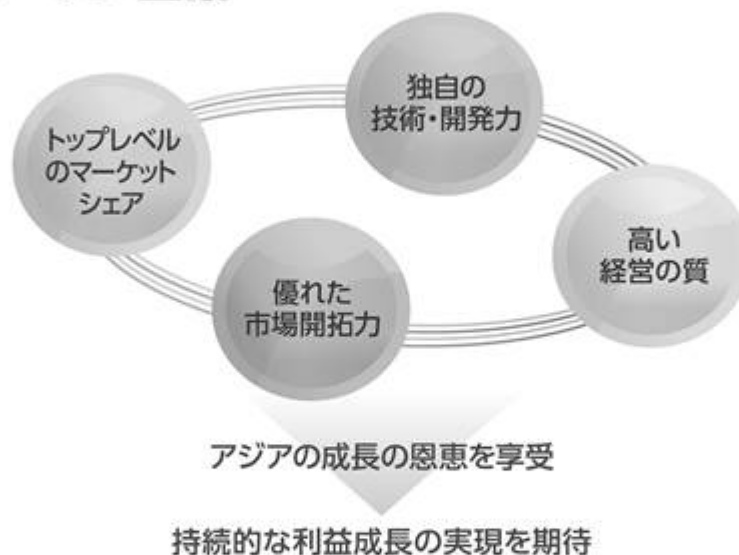 独自の
技術・開発力
トップレベル
のマーケット
シェア
高い
経営の質
優れた
市場開拓力
アジアの成長の恩恵を享受
持続的な利益成長の実現を期待